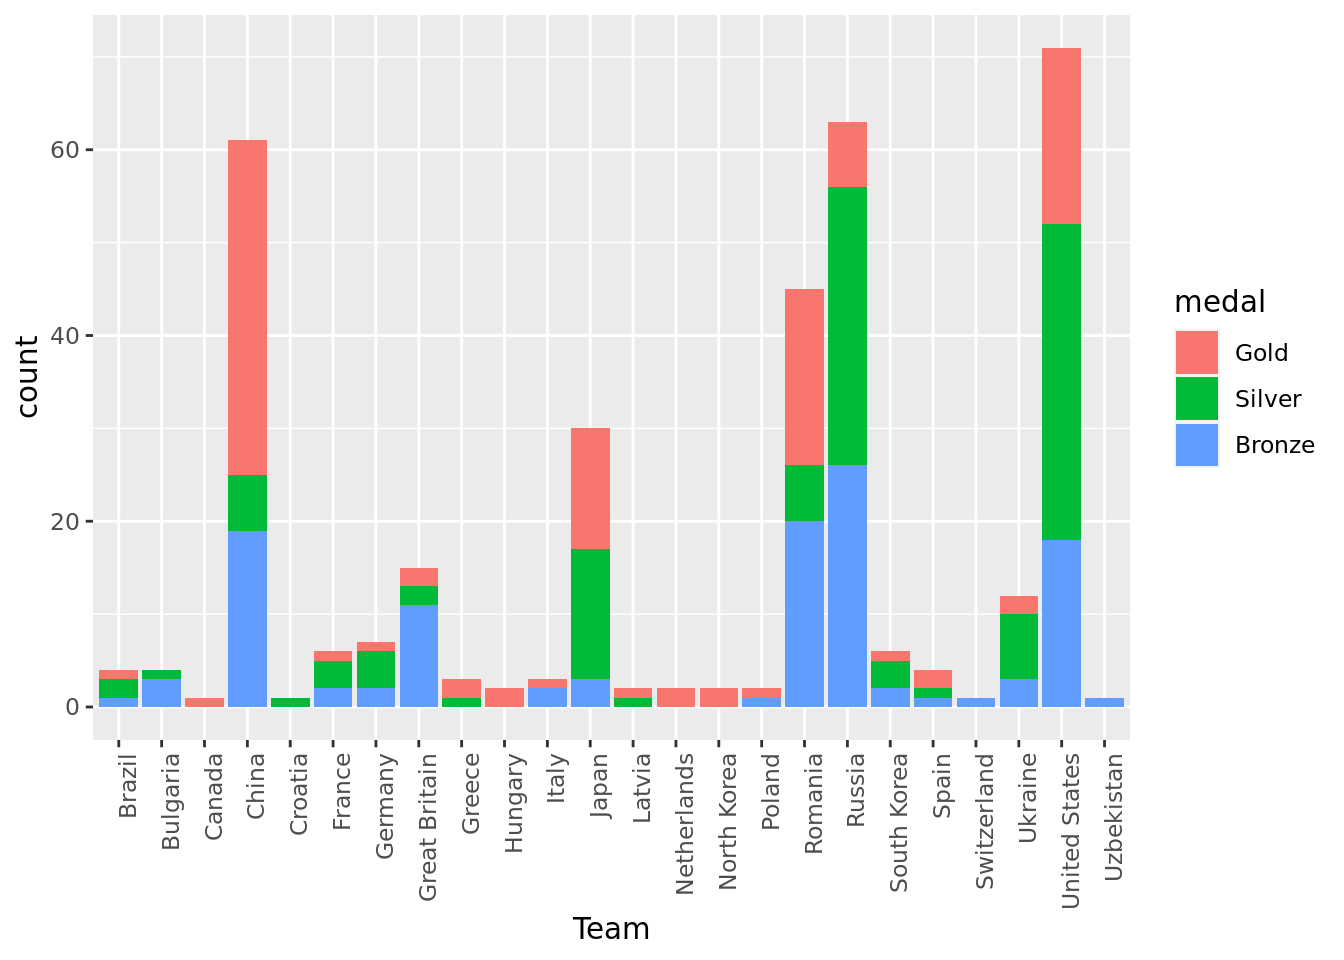 60
40
20
0
count
Brazil
Bulgaria
Canada
China
Croatia
France
Germany
Great Britain
Greece
Hungary
Italy
Japan
Latvia
Netherlands
North Korea
Poland
Romania
Russia
South Korea
Spain
Switzerland
Ukraine
United States
Uzbekistan
Team
medal
Gold
Silver
Bronze